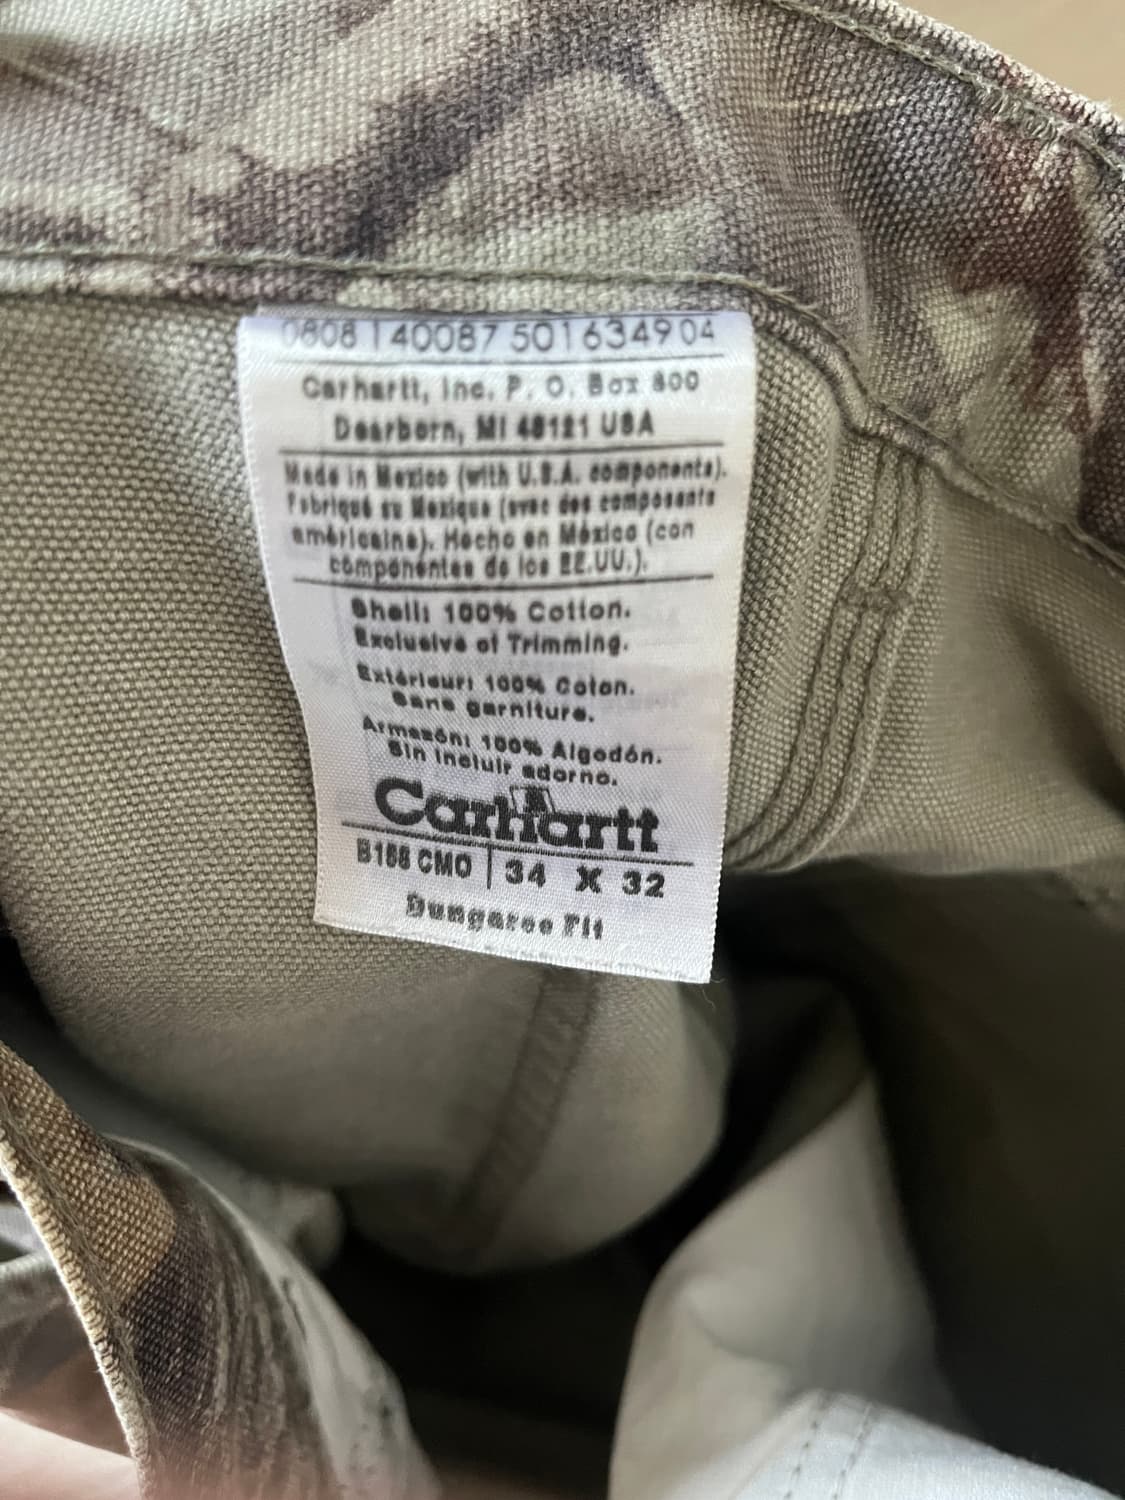 0808 140087 501634904
Carhartt, Inc. P. O. Box 600
Dearborn, MI 48121 USA
Made in Mexico (with U.S.A. components).
Fabriqué au Mexique (avec des composants
américains). Hecho en México (con
componentes de los EE.UU.).
Shell: 100% Cotton.
Exclusive of Trimming.
Extérieur: 100% Coton.
Sans garniture.
Armazón: 100% Algodón.
Sin incluir adorno.
Carhartt
CMO 34 X 32
Dungaree Fit